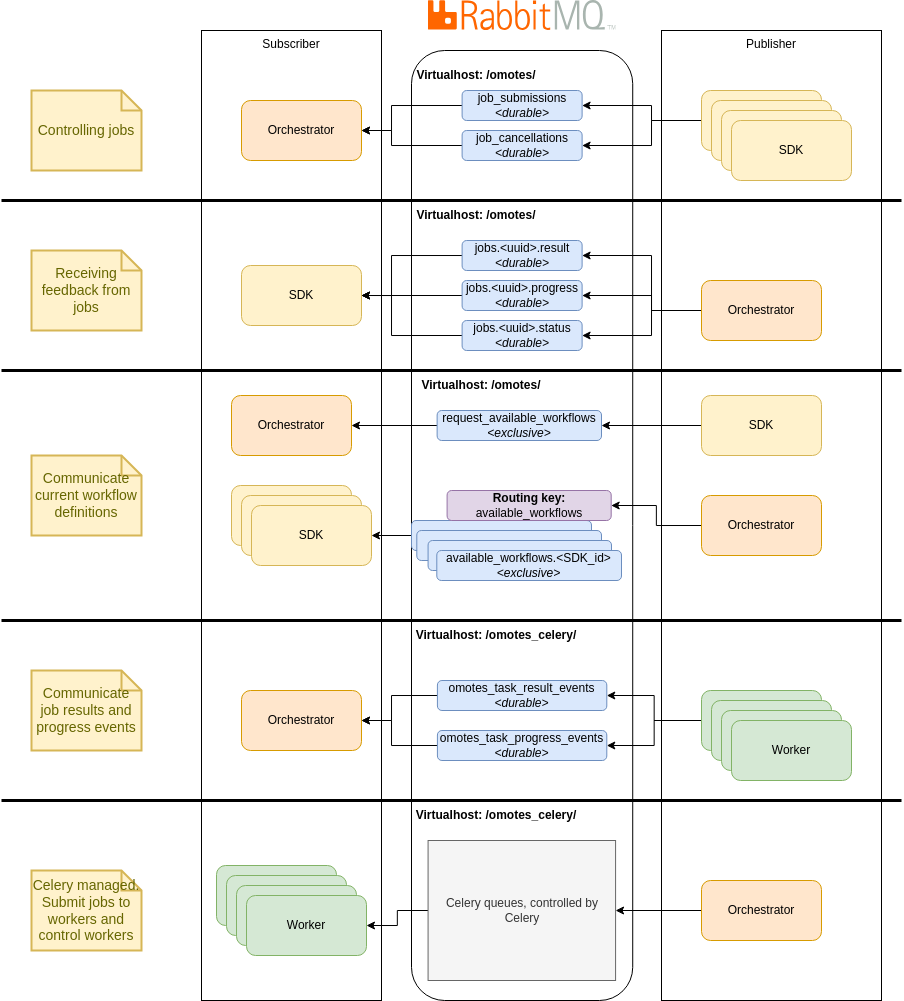 RabbitMQ™
Subscriber
Publisher
Virtualhost: /omotes/
Controlling jobs
Orchestrator
job_submissions
<durable>
job_cancellations
<durable>
SDK
Virtualhost: /omotes/
Receiving
feedback from
jobs
SDK
jobs.<uuid>.result
<durable>
jobs.<uuid>.progress
<durable>
jobs.<uuid>.status
<durable>
Orchestrator
Virtualhost: /omotes/
Orchestrator
request_available_workflows
<exclusive>
SDK
Communicate
current workflow
definitions
SDK
Routing key:
available_workflows
available_workflows.<SDK_id>
<exclusive>
Orchestrator
Virtualhost: /omotes_celery/
Communicate
job results and
progress events
Orchestrator
omotes_task_result_events
<durable>
omotes_task_progress_events
<durable>
Worker
Virtualhost: /omotes_celery/
Celery managed.
Submit jobs to
workers and
control workers
Worker
Celery queues, controlled by
Celery
Orchestrator